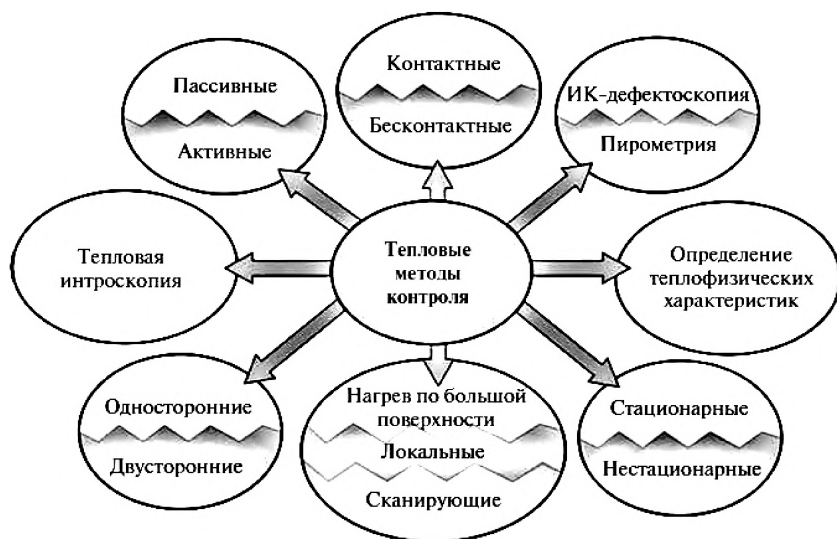 Пассивные
Активные
Контактные
Бесконтактные
ИК-дефектоскопия
Пирометрия
Тепловая
интроскопия
Тепловые
методы
контроля
Определение
теплофизических
характеристик
Односторонние
Двусторонние
Нагрев по большой
поверхности
Локальные
Сканирующие
Стационарные
Нестационарные